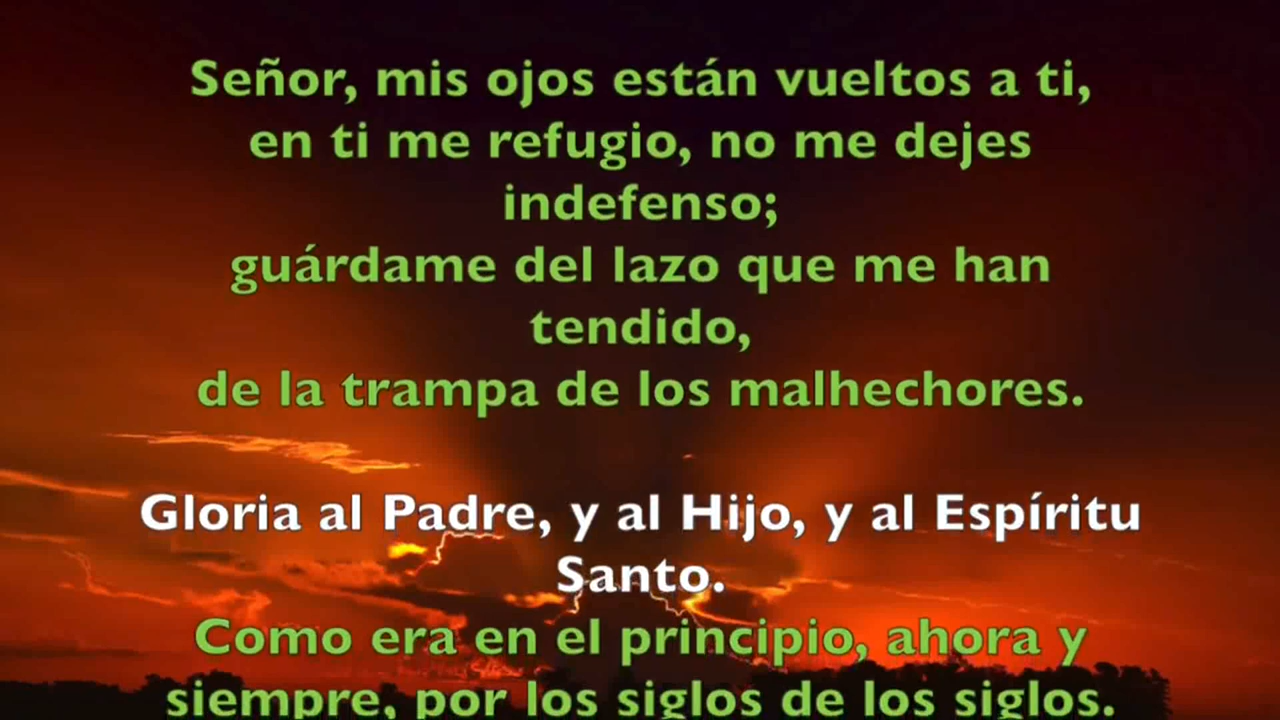 Señor, mis ojos están vueltos a ti,
en ti me refugio, no me dejes
indefenso;
guárdame del lazo que me han
tendido,
de la trampa de los malhechores.
Gloria al Padre, y al Hijo, y al Espíritu
Santo.
Como era en el principio, ahora y
siempre, por los siglos de los siglos.